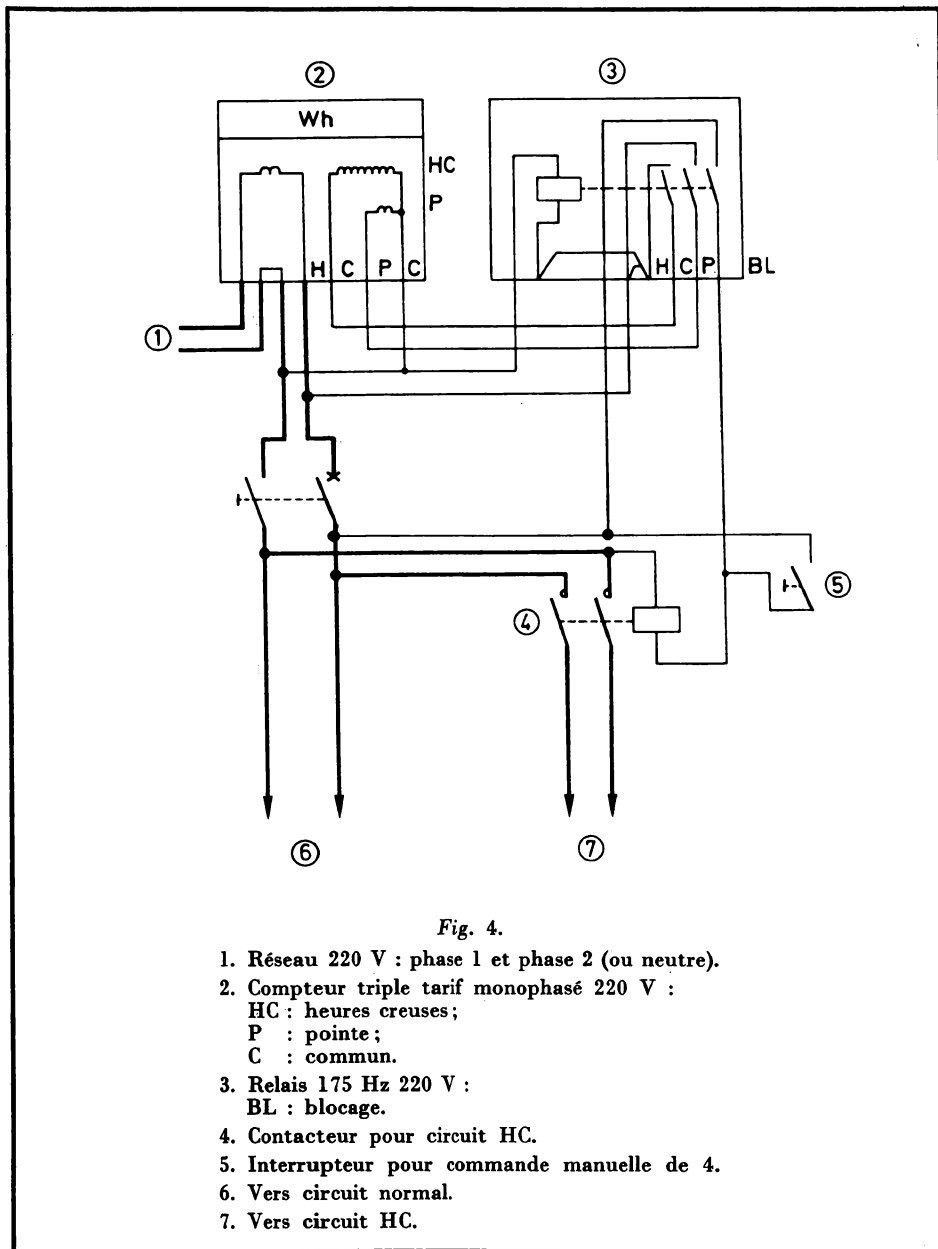 ② ③
Wh
HC
P
H C P C
H C P BL
①
④ ⑤
⑥ ⑦
Fig. 4.
1. Réseau 220 V : phase 1 et phase 2 (ou neutre).
2. Compteur triple tarif monophasé 220 V :
HC : heures creuses;
P : pointe;
C : commun.
3. Relais 175 Hz 220 V :
BL : blocage.
4. Contacteur pour circuit HC.
5. Interrupteur pour commande manuelle de 4.
6. Vers circuit normal.
7. Vers circuit HC.